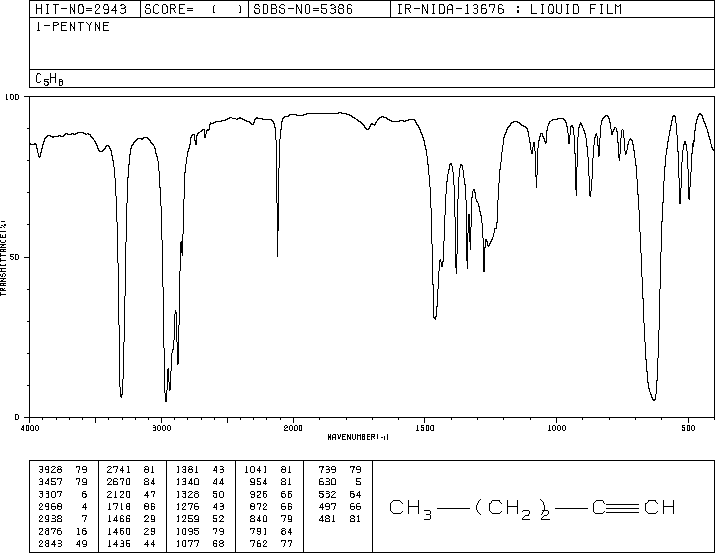 HIT-NO=2943 SCORE= ( ) SDBS-NO=5386 IR-NIDA-13676 : LIQUID FILM
1-PENTYNE
C5H8
100
50
0
TRANSMITTANCE(%)
4000 3000 2000 1500 1000 500
WAVENUMBER(-1)
3928 79 2741 81 1381 43 1041 81 739 79
3457 79 2670 84 1340 44 954 81 630 5
3307 6 2120 47 1328 50 926 66 532 64
2968 4 1718 86 1276 43 872 66 497 66
2938 7 1466 29 1259 52 840 79 481 81
2876 16 1460 29 1095 79 791 84
2843 49 1436 44 1077 68 762 77
CH3—(CH2)2—C≡CH